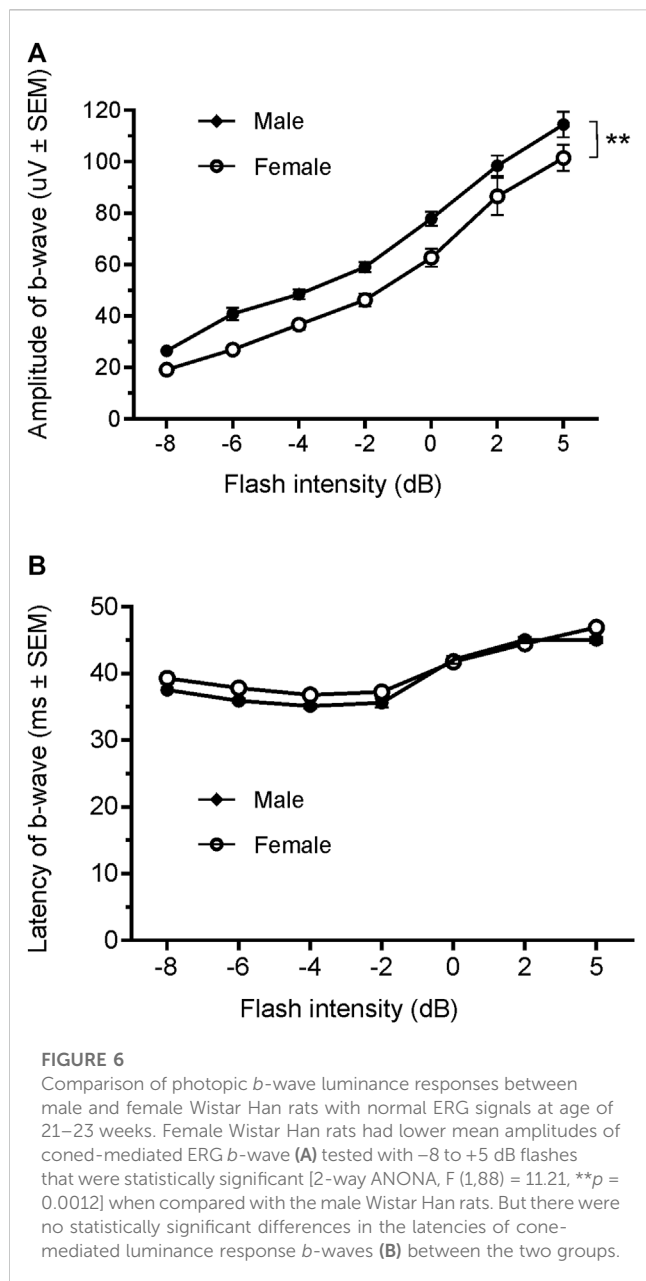 A
Amplitude of b-wave (uV ± SEM)
120
100
80
60
40
20
0
Male
Female
**
-8
-6
-4
-2
0
2
5
Flash intensity (dB)
B
Latency of b-wave (ms ± SEM)
50
40
30
20
10
0
Male
Female
-8
-6
-4
-2
0
2
5
Flash intensity (dB)
FIGURE 6
Comparison of photopic b-wave luminance responses between
male and female Wistar Han rats with normal ERG signals at age of
21–23 weeks. Female Wistar Han rats had lower mean amplitudes of
coned-mediated ERG b-wave (A) tested with –8 to +5 dB flashes
that were statistically significant [2-way ANONA, F (1,88) = 11.21, **p =
0.0012] when compared with the male Wistar Han rats. But there were
no statistically significant differences in the latencies of cone-
mediated luminance response b-waves (B) between the two groups.